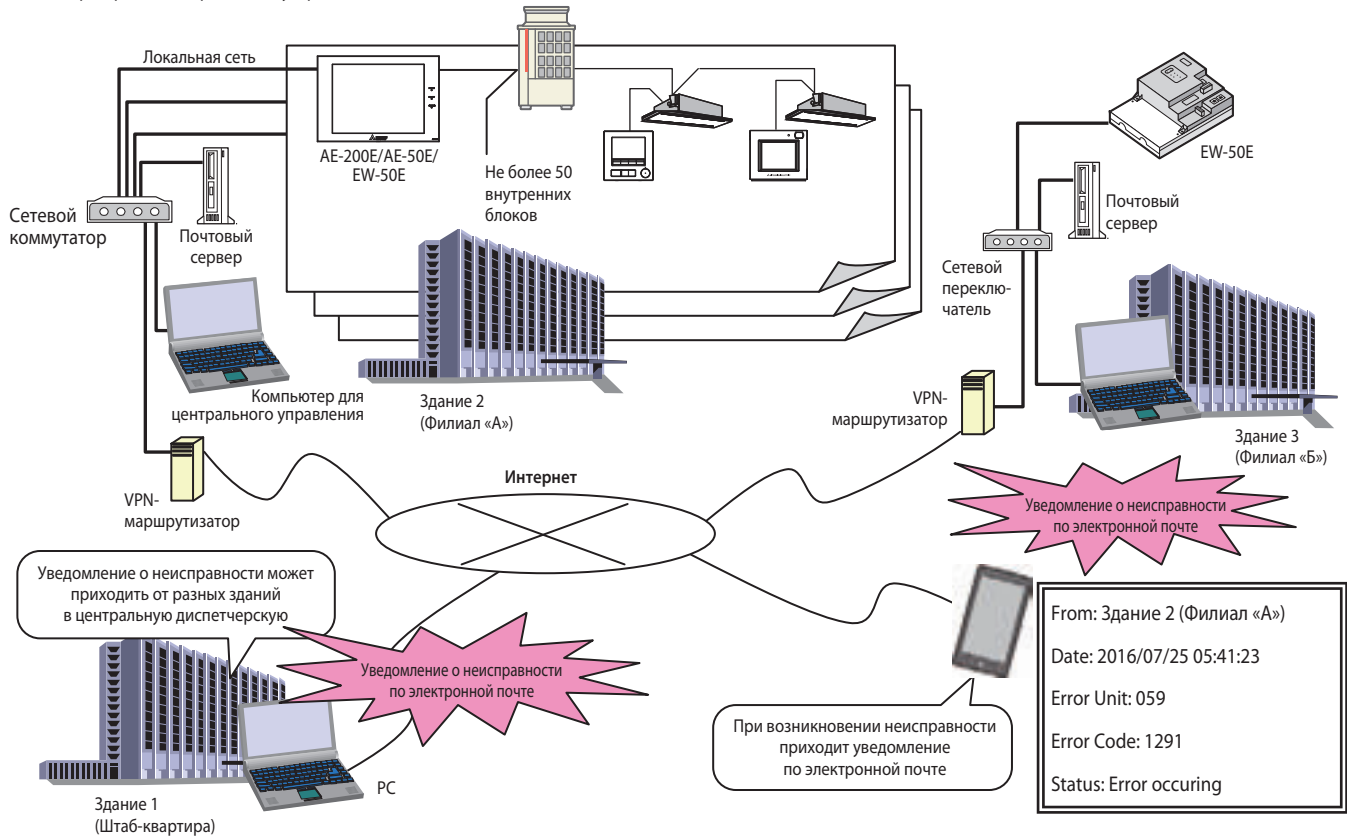 Локальная сеть
AE-200E/AE-50E/
EW-50E
Не более 50
внутренних
блоков
EW-50E
Сетевой
коммутатор
Почтовый
сервер
Почтовый
сервер
Сетевой
переклю-
чатель
Компьютер для
центрального управления
Здание 2
(Филиал «А»)
VPN-
маршрутизатор
Здание 3
(Филиал «Б»)
VPN-
маршрутизатор
Интернет
Уведомление о неисправности
по электронной почте
Уведомление о неисправности может
приходить от разных зданий
в центральную диспетчерскую
Уведомление о неисправности
по электронной почте
From: Здание 2 (Филиал «А»)
Date: 2016/07/25 05:41:23
Error Unit: 059
Error Code: 1291
Status: Error occuring
При возникновении неисправности
приходит уведомление
по электронной почте
PC
Здание 1
(Штаб-квартира)